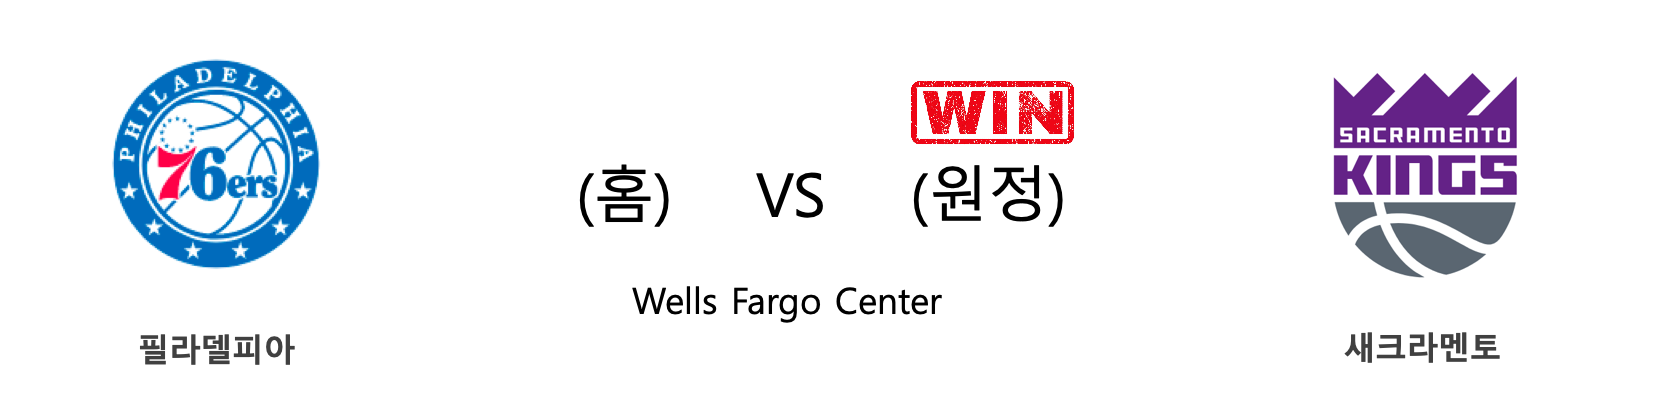 PHILADELPHIA
76ers
필라델피아
(홈) VS (원정)
WIN
Wells Fargo Center
SACRAMENTO
KINGS
새크라멘토